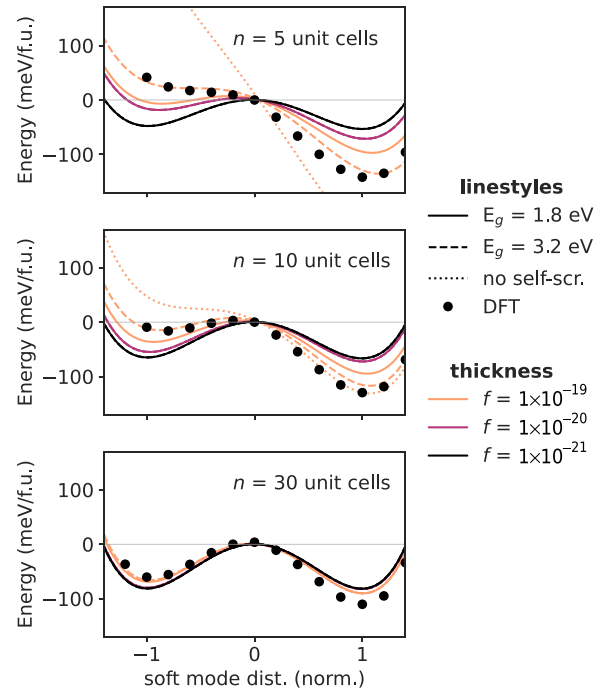 100
0
−100
Energy (meV/f.u.)
n = 5 unit cells
100
0
−100
Energy (meV/f.u.)
n = 10 unit cells
100
0
−100
Energy (meV/f.u.)
n = 30 unit cells
−1
0
1
soft mode dist. (norm.)
linestyles
E_g = 1.8 eV
E_g = 3.2 eV
no self-scr.
DFT
thickness
f = 1×10⁻¹⁹
f = 1×10⁻²⁰
f = 1×10⁻²¹